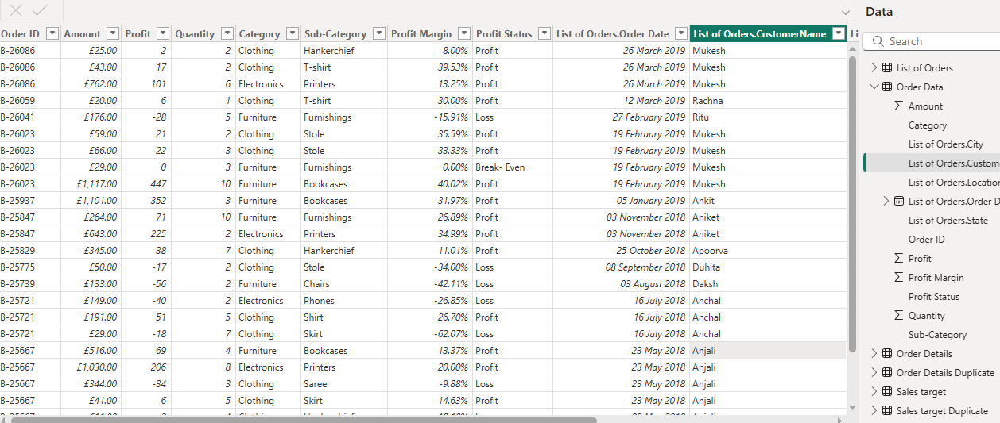 Data
Order ID Amount Profit Quantity Category Sub-Category Profit Margin Profit Status List of Orders.Order Date List of Orders.CustomerName Li
B-26086 £25.00 2 2 Clothing Hankerchief 8.00% Profit 26 March 2019 Mukesh
B-26086 £43.00 17 2 Clothing T-shirt 39.53% Profit 26 March 2019 Mukesh
B-26086 £762.00 101 6 Electronics Printers 13.25% Profit 26 March 2019 Mukesh
B-26059 £20.00 6 1 Clothing T-shirt 30.00% Profit 12 March 2019 Rachna
B-26041 £176.00 -28 5 Furniture Furnishings -15.91% Loss 27 February 2019 Ritu
B-26023 £59.00 21 2 Clothing Stole 35.59% Profit 19 February 2019 Mukesh
B-26023 £66.00 22 3 Clothing Stole 33.33% Profit 19 February 2019 Mukesh
B-26023 £29.00 0 3 Furniture Furnishings 0.00% Break- Even 19 February 2019 Mukesh
B-26023 £1,117.00 447 10 Furniture Bookcases 40.02% Profit 19 February 2019 Mukesh
B-25937 £1,101.00 352 3 Furniture Bookcases 31.97% Profit 05 January 2019 Ankit
B-25847 £264.00 71 10 Furniture Furnishings 26.89% Profit 03 November 2018 Aniket
B-25847 £643.00 225 2 Electronics Printers 34.99% Profit 03 November 2018 Aniket
B-25829 £345.00 38 7 Clothing Hankerchief 11.01% Profit 25 October 2018 Apoorva
B-25775 £50.00 -17 2 Clothing Stole -34.00% Loss 08 September 2018 Duhita
B-25739 £133.00 -56 2 Furniture Chairs -42.11% Loss 03 August 2018 Daksh
B-25721 £149.00 -40 2 Electronics Phones -26.85% Loss 16 July 2018 Anchal
B-25721 £191.00 51 5 Clothing Shirt 26.70% Profit 16 July 2018 Anchal
B-25721 £29.00 -18 7 Clothing Skirt -62.07% Loss 16 July 2018 Anchal
B-25667 £516.00 69 4 Furniture Bookcases 13.37% Profit 23 May 2018 Anjali
B-25667 £1,030.00 206 8 Electronics Printers 20.00% Profit 23 May 2018 Anjali
B-25667 £344.00 -34 3 Clothing Saree -9.88% Loss 23 May 2018 Anjali
B-25667 £41.00 6 5 Clothing Skirt 14.63% Profit 23 May 2018 Anjali
Search
List of Orders
Order Data
Σ Amount
Category
List of Orders.City
List of Orders.Custom
List of Orders.Location
List of Orders.Order D
List of Orders.State
Order ID
Σ Profit
Σ Profit Margin
Profit Status
Σ Quantity
Sub-Category
Order Details
Order Details Duplicate
Sales target
Sales target Duplicate